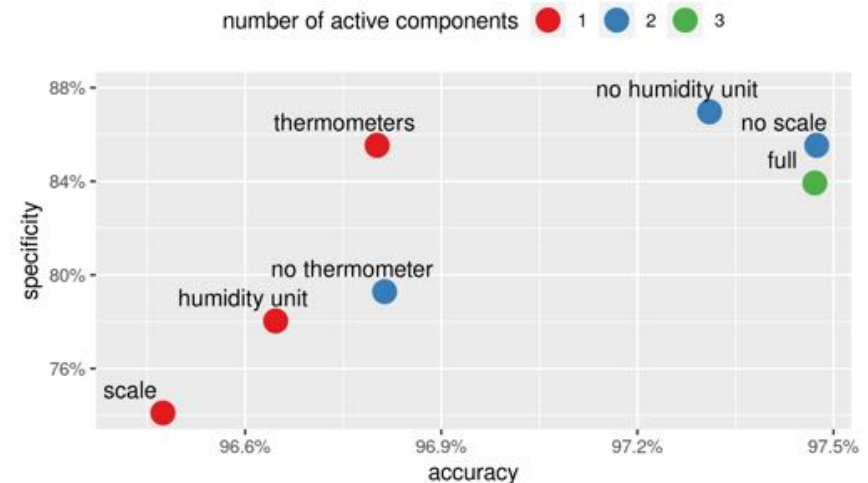 number of active components 1 2 3
88%
no humidity unit
thermometers
no scale
full
84%
specificity
no thermometer
80%
humidity unit
76%
scale
96.6% 96.9% 97.2% 97.5%
accuracy